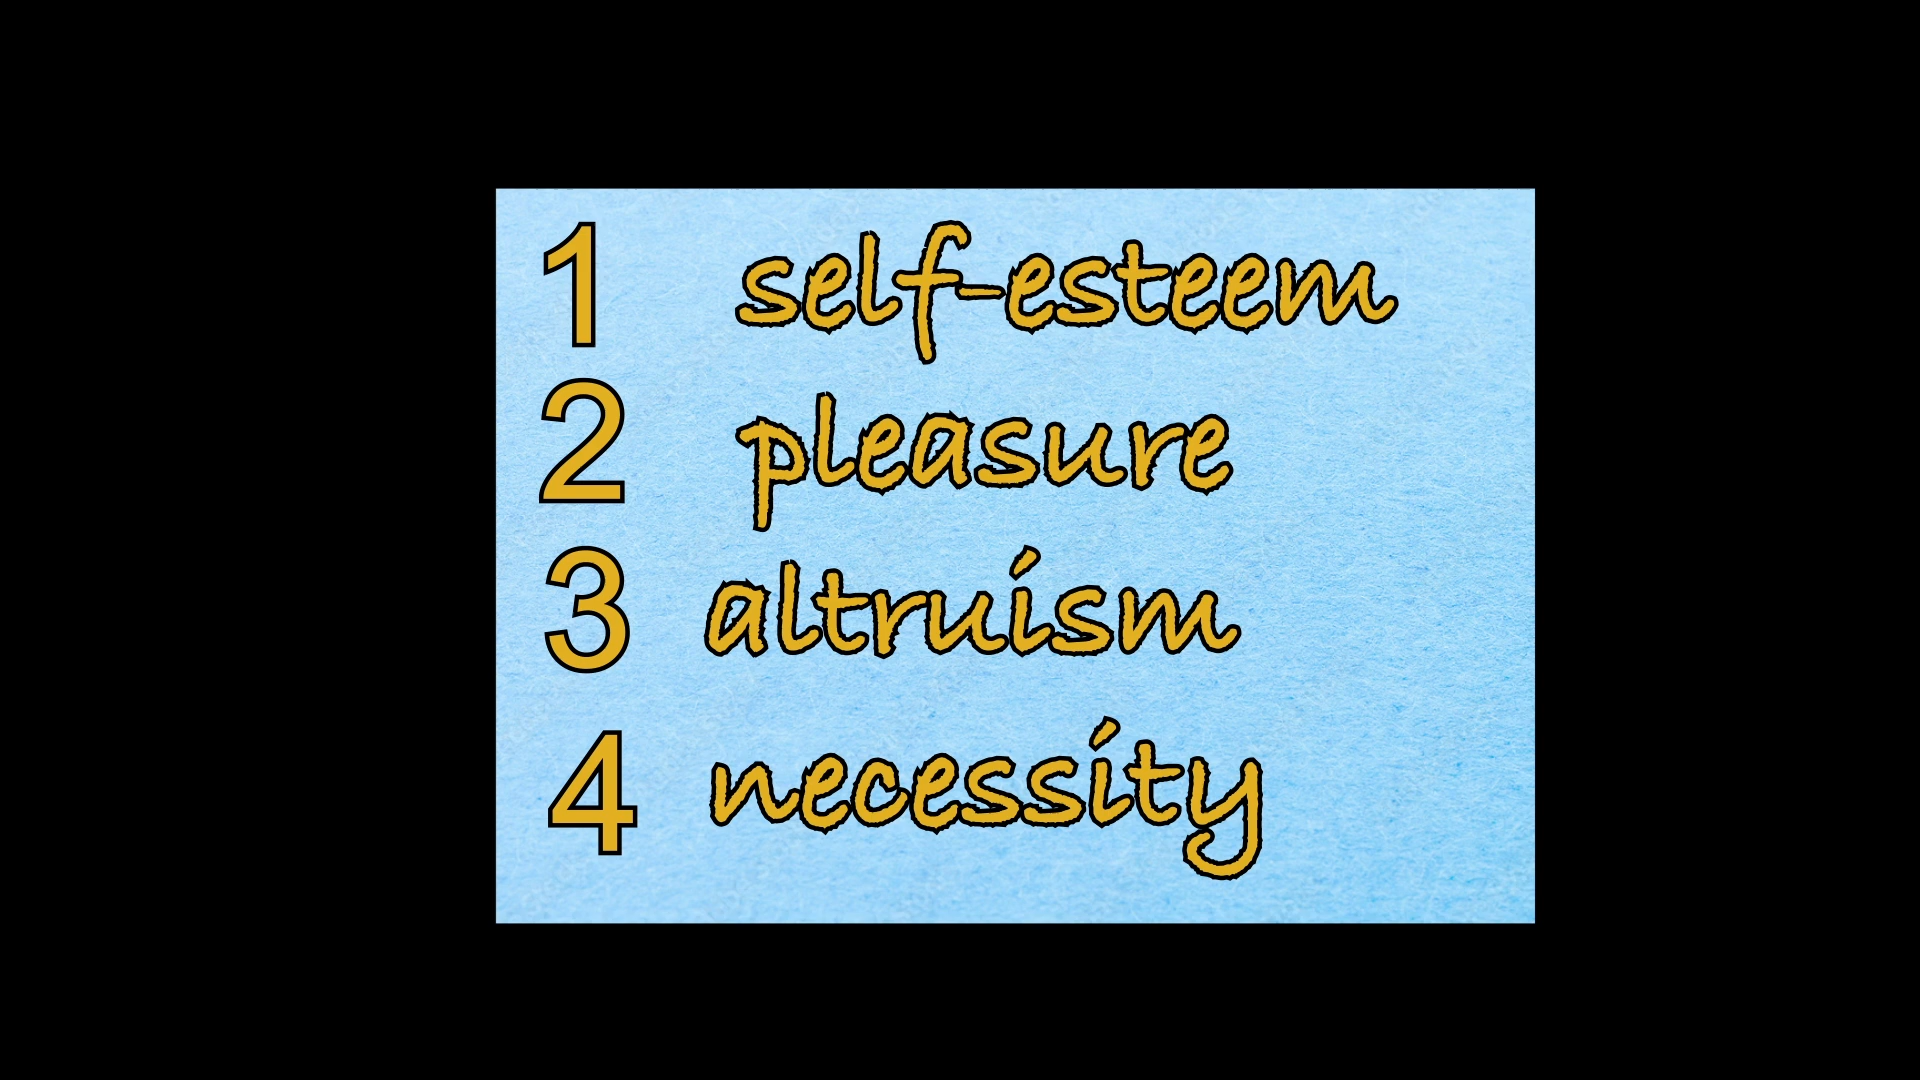 1 self-esteem
2 pleasure
3 altruism
4 necessity